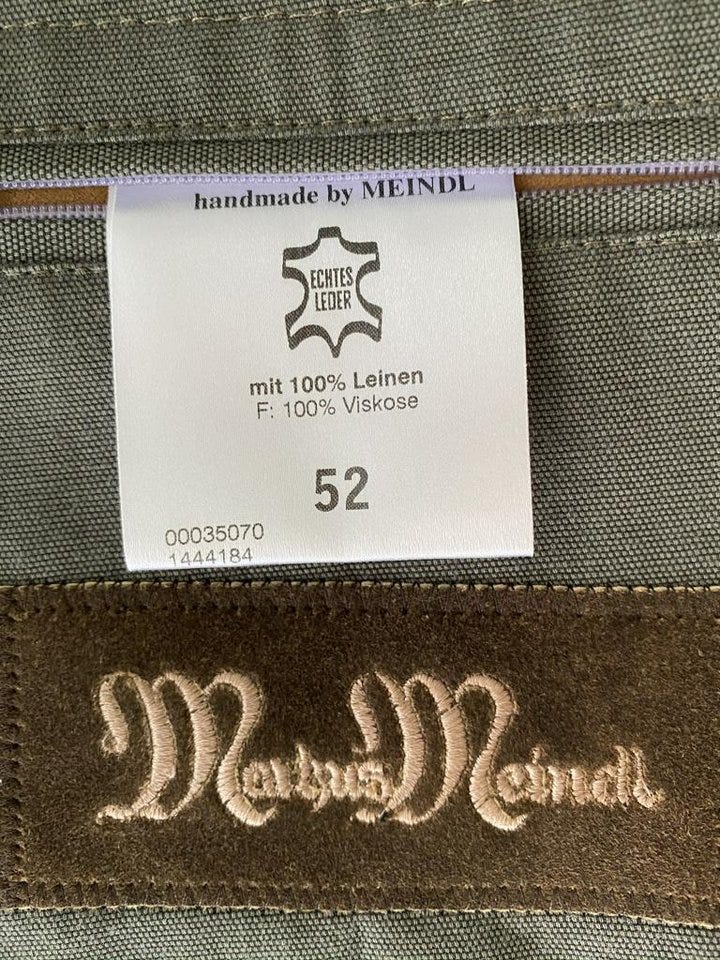 handmade by MEINDL
ECHTES
LEDER
mit 100% Leinen
F: 100% Viskose
52
00035070
1444184
Markus Meindl